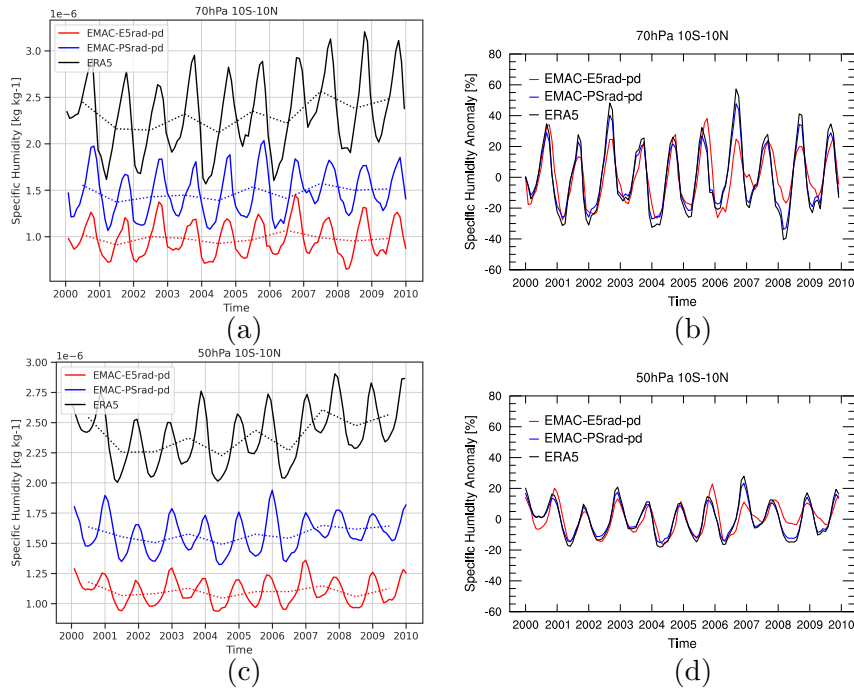 70hPa 10S-10N
1e−6
EMAC-E5rad-pd
EMAC-PSrad-pd
ERA5
Specific Humidity [kg kg-1]
3.0
2.5
2.0
1.5
1.0
2000 2001 2002 2003 2004 2005 2006 2007 2008 2009 2010
Time
(a)
70hPa 10S-10N
EMAC-E5rad-pd
EMAC-PSrad-pd
ERA5
Specific Humidity Anomaly [%]
80
60
40
20
0
-20
-40
-60
2000 2001 2002 2003 2004 2005 2006 2007 2008 2009 2010
Time
(b)
50hPa 10S-10N
1e−6
EMAC-E5rad-pd
EMAC-PSrad-pd
ERA5
Specific Humidity [kg kg-1]
3.00
2.75
2.50
2.25
2.00
1.75
1.50
1.25
1.00
2000 2001 2002 2003 2004 2005 2006 2007 2008 2009 2010
Time
(c)
50hPa 10S-10N
EMAC-E5rad-pd
EMAC-PSrad-pd
ERA5
Specific Humidity Anomaly [%]
80
60
40
20
0
-20
-40
-60
2000 2001 2002 2003 2004 2005 2006 2007 2008 2009 2010
Time
(d)